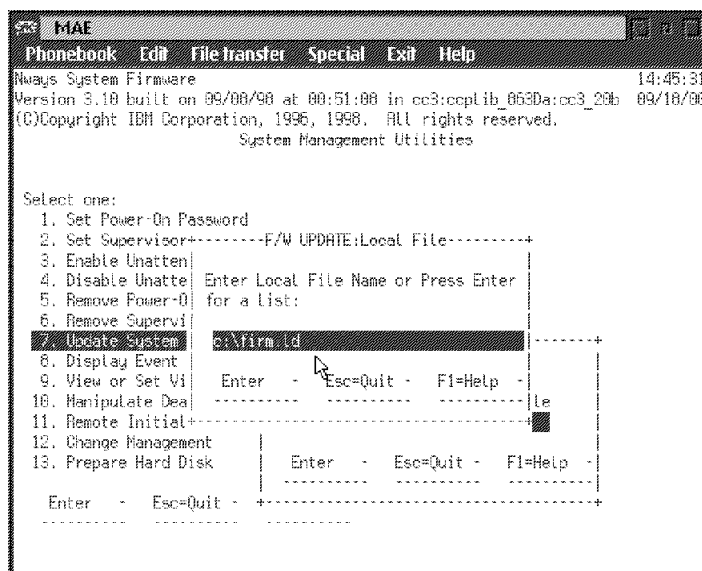 MAE
Phonebook Edit File transfer Special Exit Help
Nways System Firmware 14:45:31
Version 3.10 built on 09/08/98 at 00:51:08 in cc3:ccplib_063Da:cc3_20b 09/10/00
(C)Copyright IBM Corporation, 1996, 1998. All rights reserved.
System Management Utilities
Select one:
1. Set Power-On Password
2. Set Supervisor+--------F/W UPDATE:Local File---------+
3. Enable Unatten|
4. Disable Unatte| Enter Local File Name or Press Enter |
5. Remove Power-O| for a list: |
6. Remove Supervi|
7. Update System | c:\firm.ld |-------+
8. Display Event |
9. View or Set Vi| Enter - Esc=Quit - F1=Help -|
10. Manipulate Dea| ---------- ---------- ----------|le |
11. Remote Initial+-------------------------------------+
12. Change Management
13. Prepare Hard Disk | Enter - Esc=Quit - F1=Help -|
Enter - Esc=Quit - +-------------------------------------+